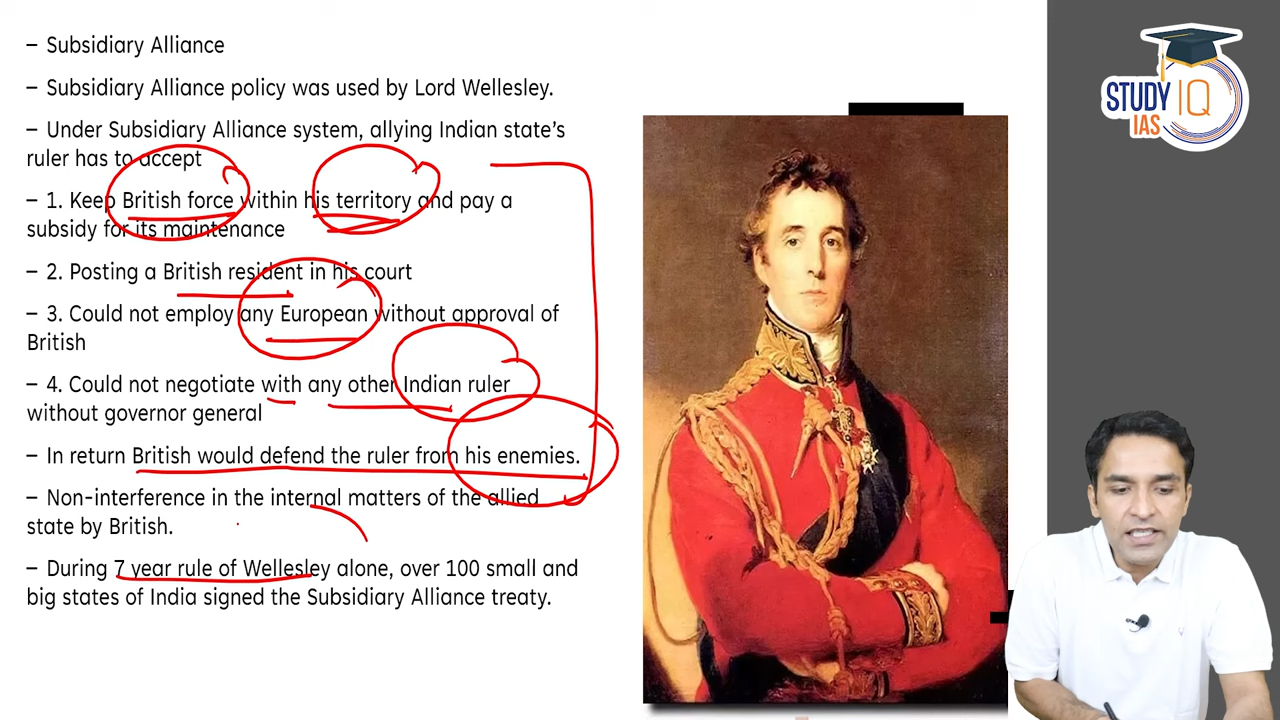 – Subsidiary Alliance
– Subsidiary Alliance policy was used by Lord Wellesley.
– Under Subsidiary Alliance system, allying Indian state's
ruler has to accept
– 1. Keep British force within his territory and pay a
subsidy for its maintenance
– 2. Posting a British resident in his court
– 3. Could not employ any European without approval of
British
– 4. Could not negotiate with any other Indian ruler
without governor general
– In return British would defend the ruler from his enemies.
– Non-interference in the internal matters of the allied
state by British.
– During 7 year rule of Wellesley alone, over 100 small and
big states of India signed the Subsidiary Alliance treaty.
STUDY IQ
IAS